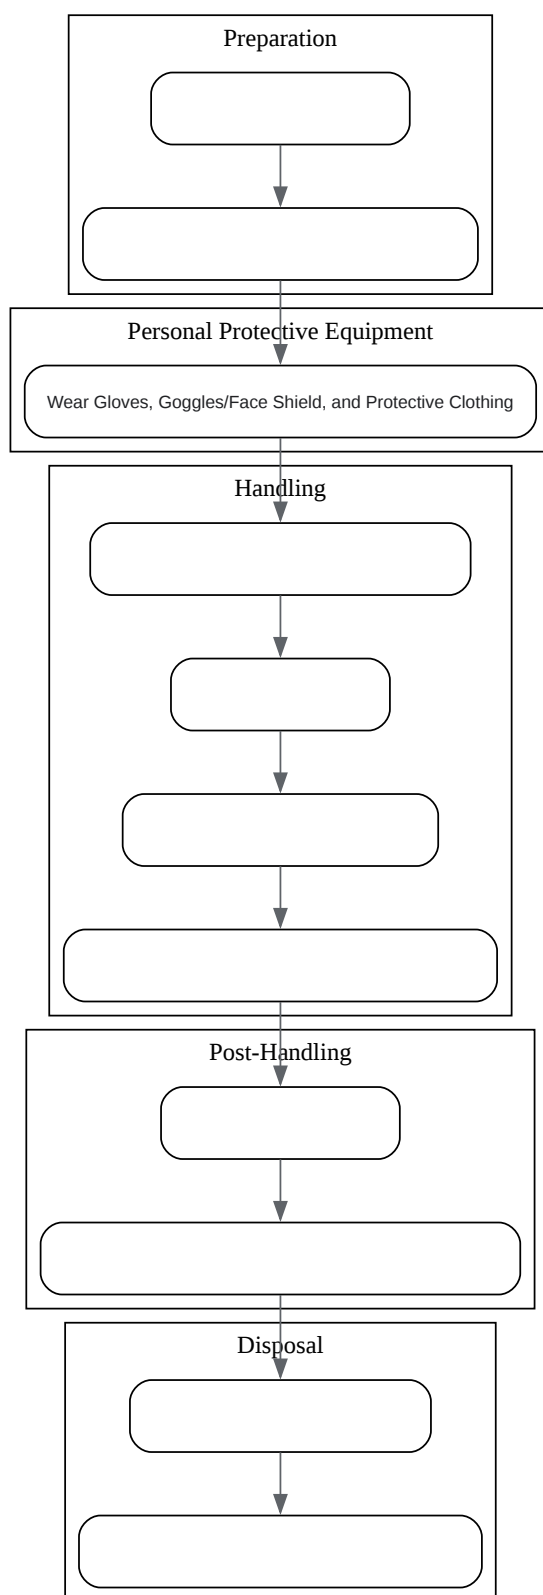 Preparation
Personal Protective Equipment
Wear Gloves, Goggles/Face Shield, and Protective Clothing
Handling
Post-Handling
Disposal